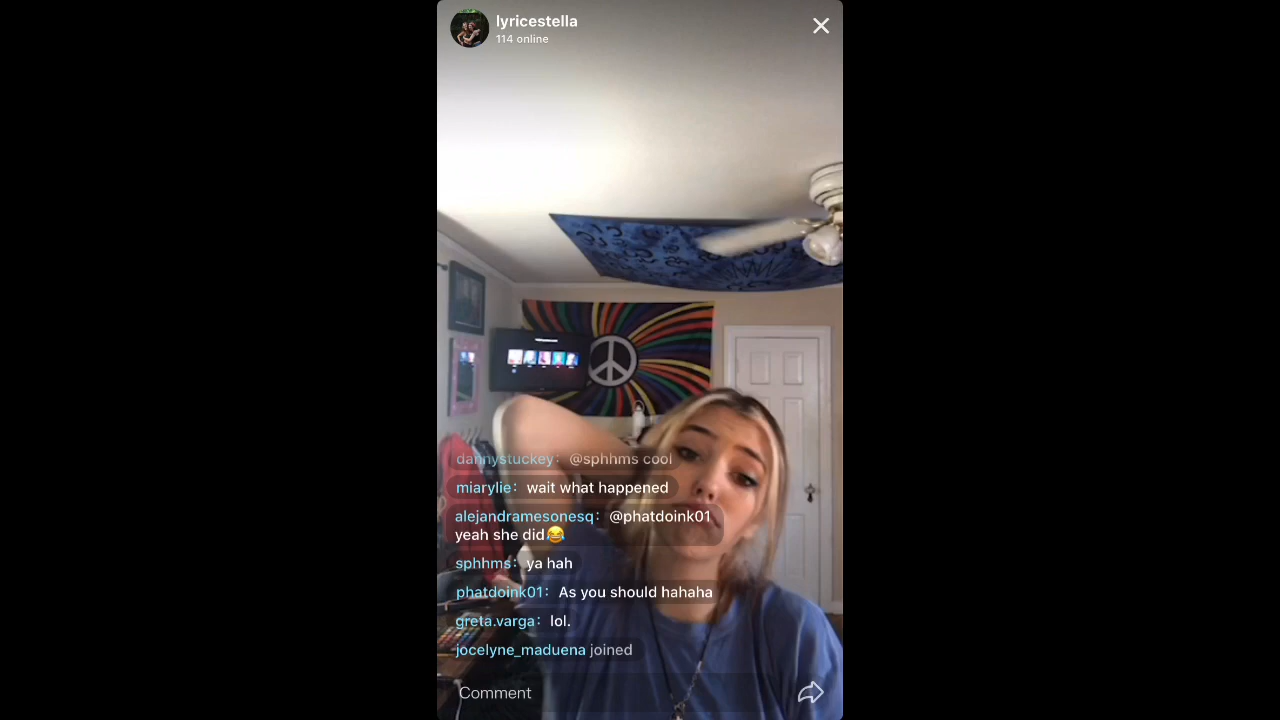 lyricestella
114 online
dannystuckey: @sphhms cool
miarylie: wait what happened
alejandramesonesq: @phatdoink01
yeah she did😂
sphhms: ya hah
phatdoink01: As you should hahaha
greta.varga: lol.
jocelyne_maduena joined
Comment